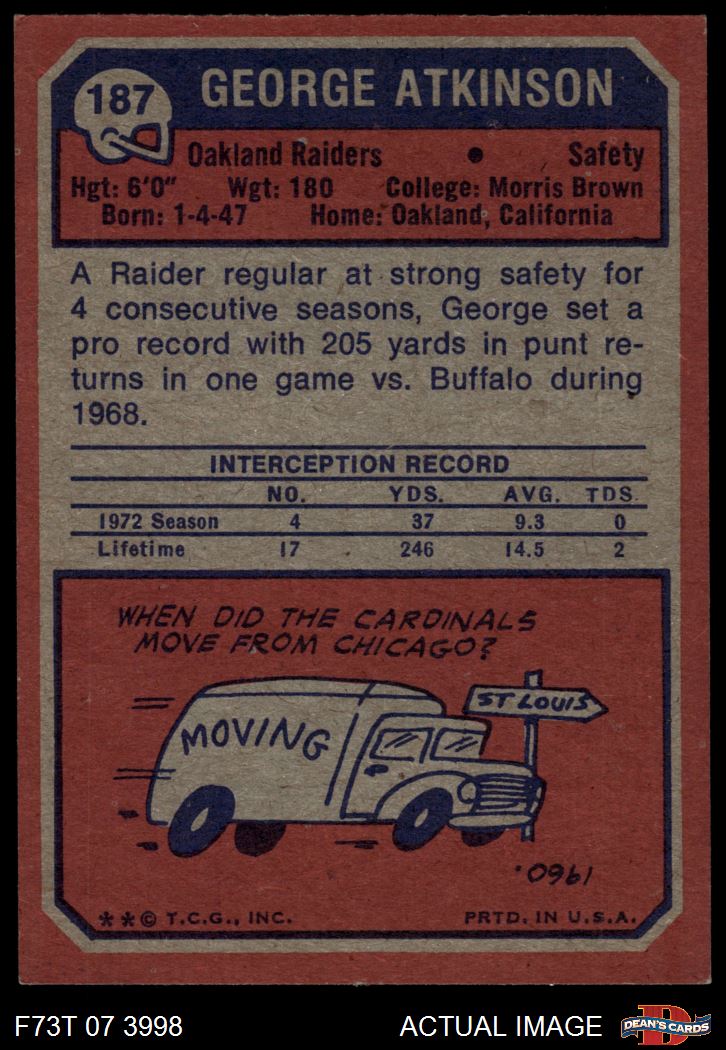 187
GEORGE ATKINSON
Oakland Raiders • Safety
Hgt: 6'0" Wgt: 180 College: Morris Brown
Born: 1-4-47 Home: Oakland, California
A Raider regular at strong safety for
4 consecutive seasons, George set a
pro record with 205 yards in punt re-
turns in one game vs. Buffalo during
1968.
INTERCEPTION RECORD
NO. YDS. AVG. TDS.
1972 Season 4 37 9.3 0
Lifetime 17 246 14.5 2
WHEN DID THE CARDINALS
MOVE FROM CHICAGO?
ST LOUIS
MOVING
1960.
**© T.C.G., INC. PRTD. IN U.S.A.
F73T 07 3998 ACTUAL IMAGE
D
DEAN'S CARDS